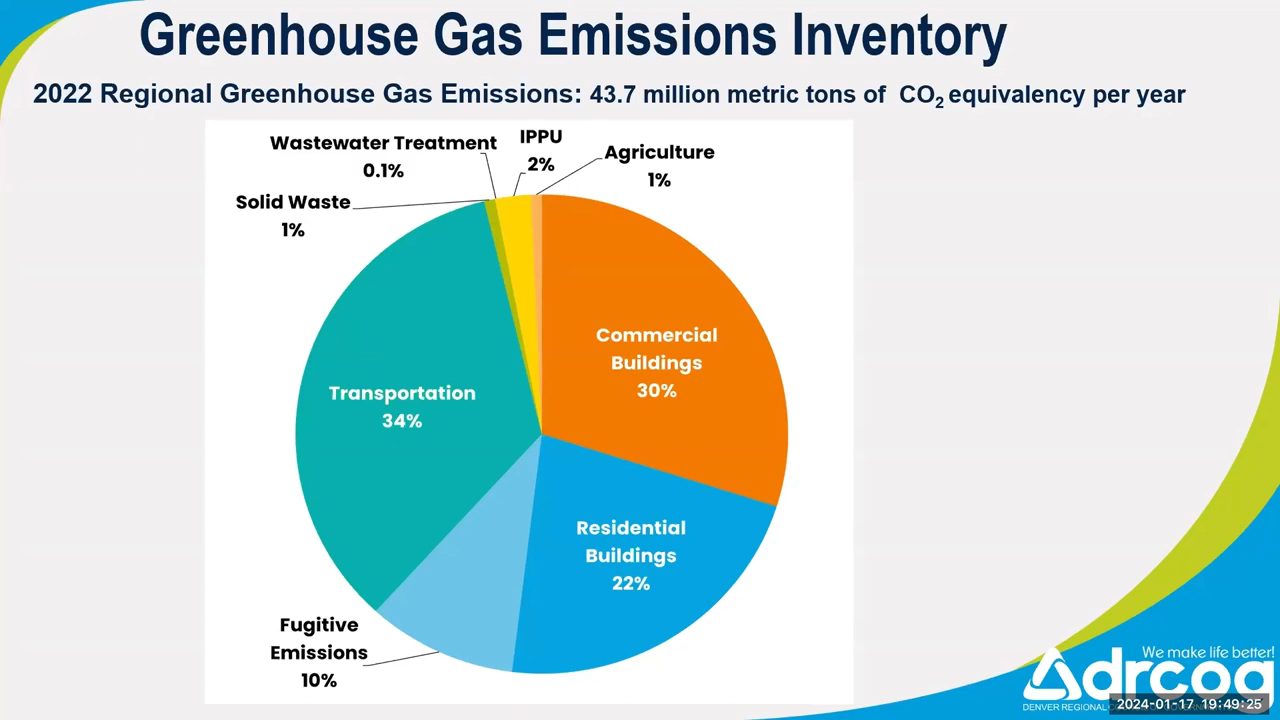 Greenhouse Gas Emissions Inventory
2022 Regional Greenhouse Gas Emissions: 43.7 million metric tons of CO₂ equivalency per year
Wastewater Treatment
0.1%
IPPU
2%
Agriculture
1%
Solid Waste
1%
Commercial
Buildings
30%
Transportation
34%
Residential
Buildings
22%
Fugitive
Emissions
10%
We make life better!
drcog
DENVER REGIONAL
2024-01-17 19:49:25